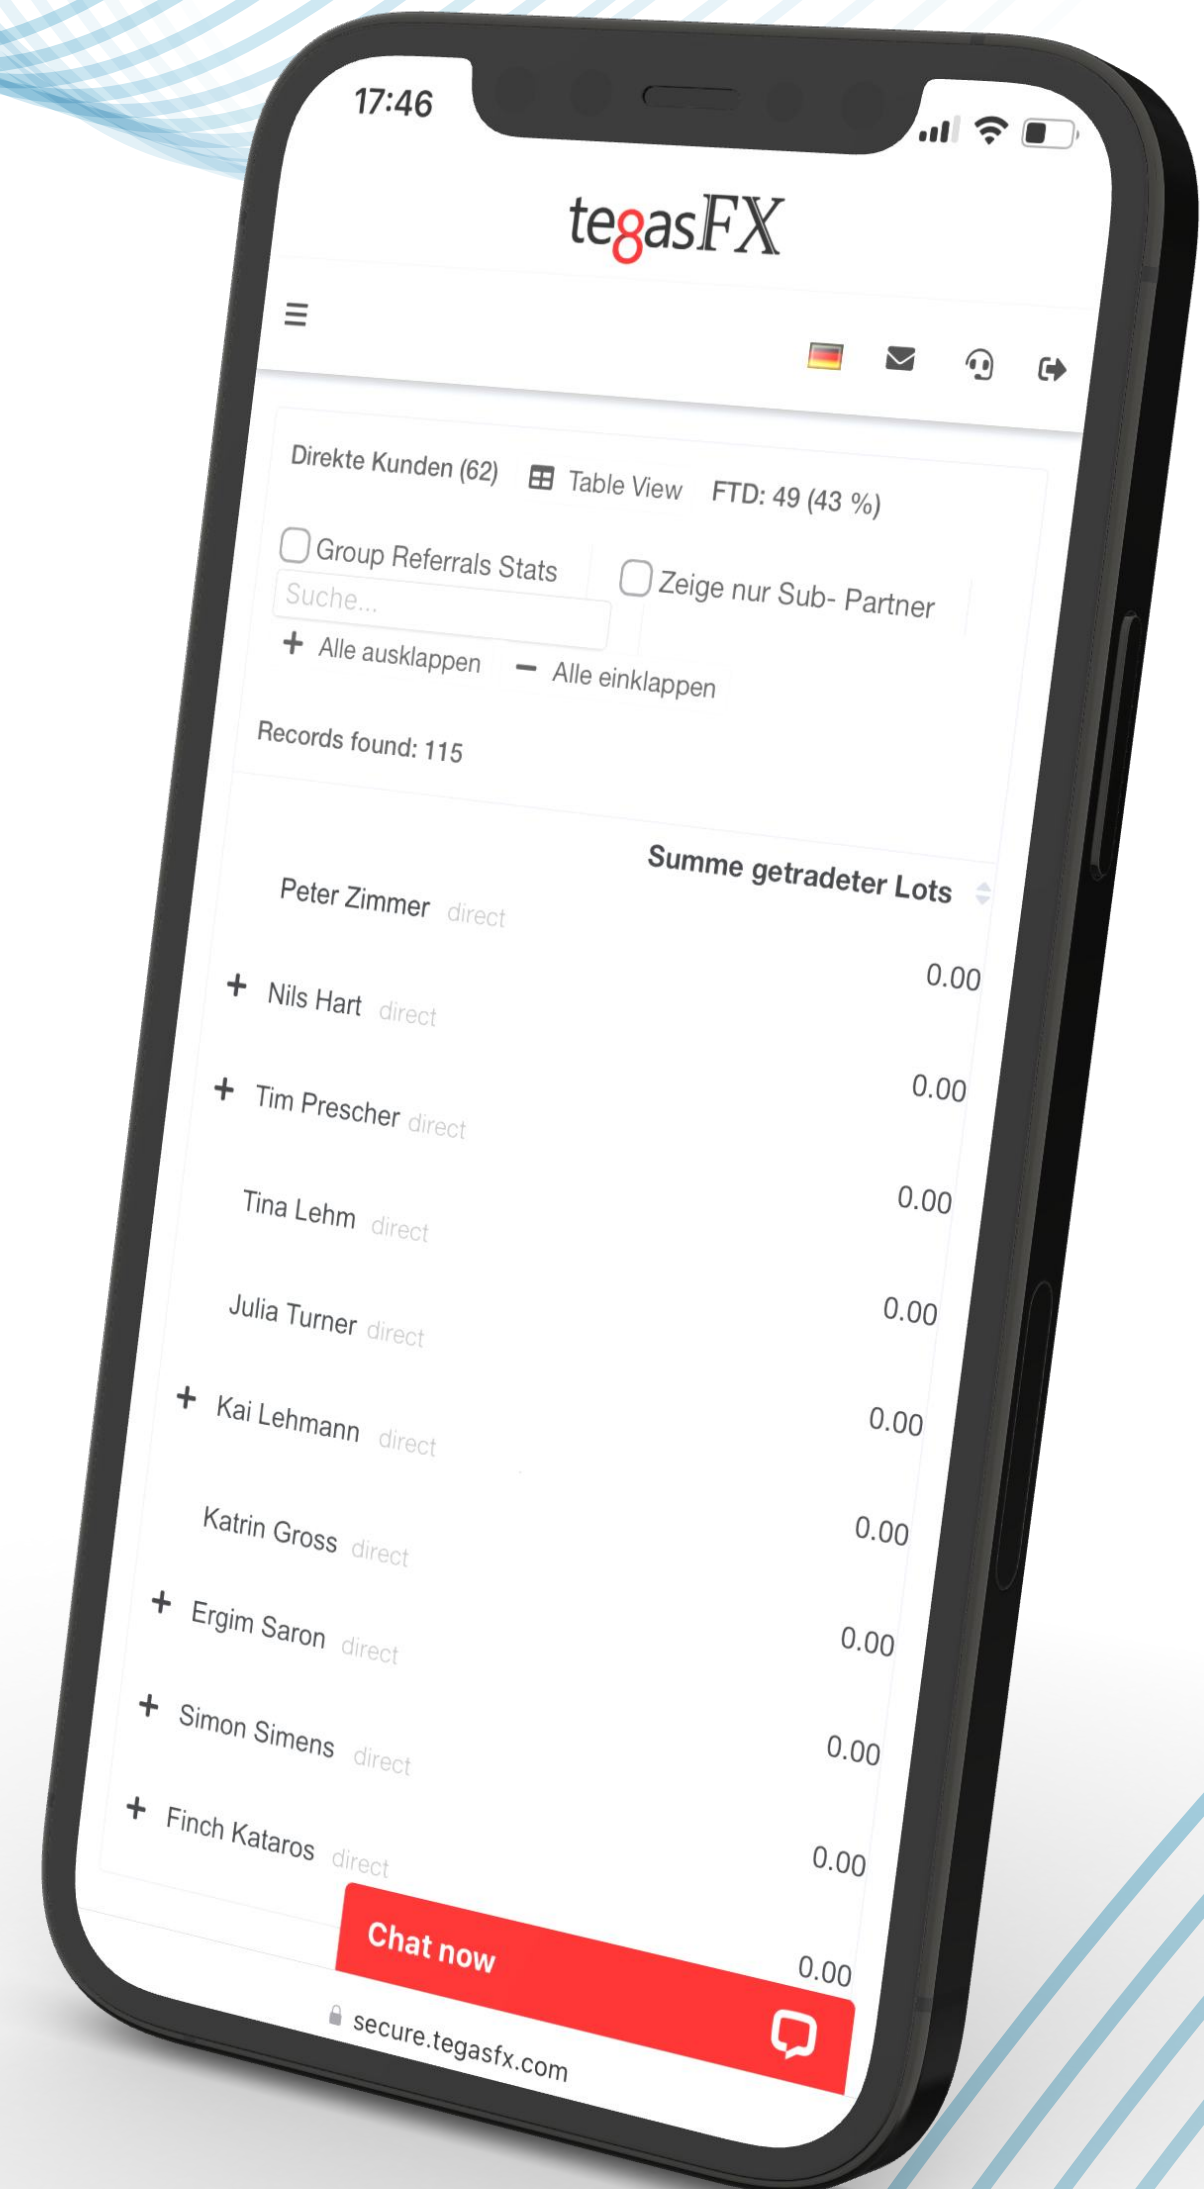 17:46
tegasFX
Direkte Kunden (62) Table View FTD: 49 (43 %)
Group Referrals Stats Zeige nur Sub- Partner
Suche...
+ Alle ausklappen − Alle einklappen
Records found: 115
Summe getradeter Lots
Peter Zimmer direct 0.00
+ Nils Hart direct 0.00
+ Tim Prescher direct 0.00
Tina Lehm direct 0.00
Julia Turner direct 0.00
+ Kai Lehmann direct 0.00
Katrin Gross direct 0.00
+ Ergim Saron direct 0.00
+ Simon Simens direct 0.00
+ Finch Kataros direct 0.00
Chat now
secure.tegasfx.com